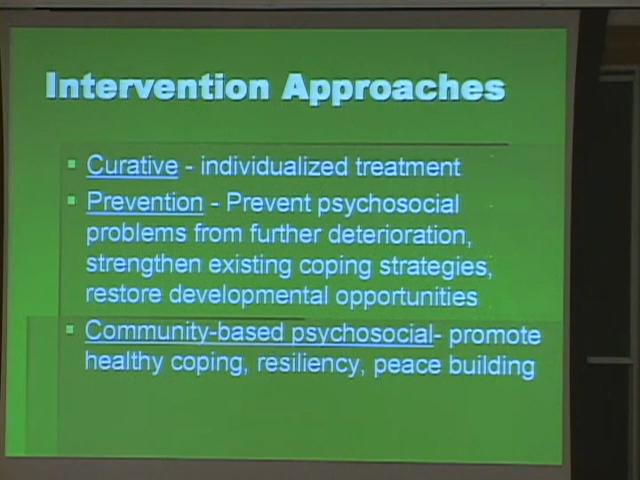 Intervention Approaches
▪ Curative - individualized treatment
▪ Prevention - Prevent psychosocial
problems from further deterioration,
strengthen existing coping strategies,
restore developmental opportunities
▪ Community-based psychosocial- promote
healthy coping, resiliency, peace building